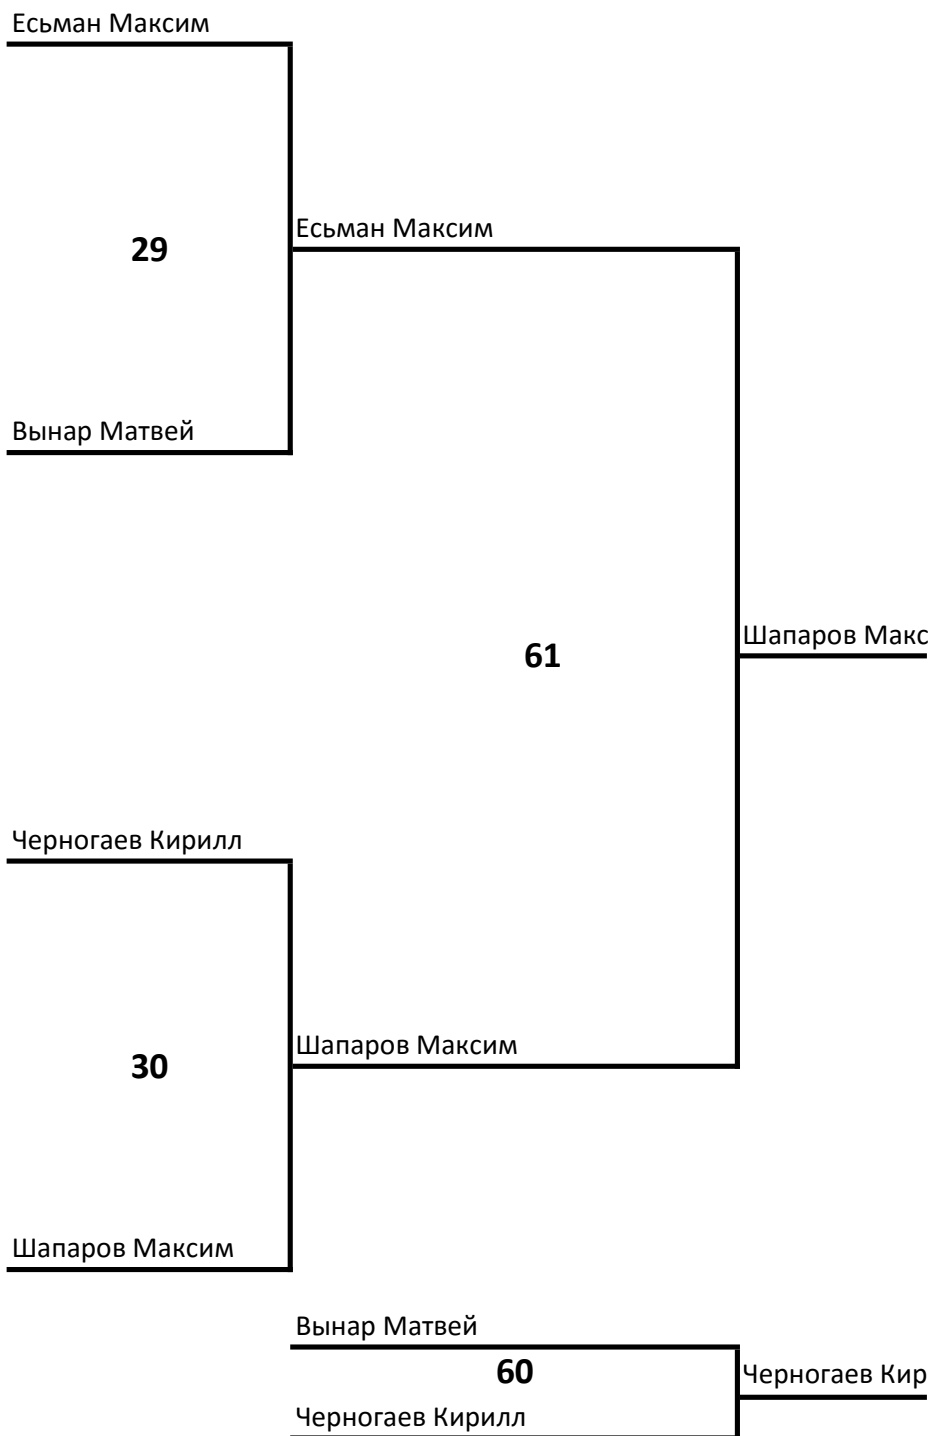 Есьман Максим
29
Есьман Максим
Вынар Матвей
61
Шапаров Макс
Черногаев Кирилл
30
Шапаров Максим
Шапаров Максим
Вынар Матвей
60
Черногаев Кир
Черногаев Кирилл